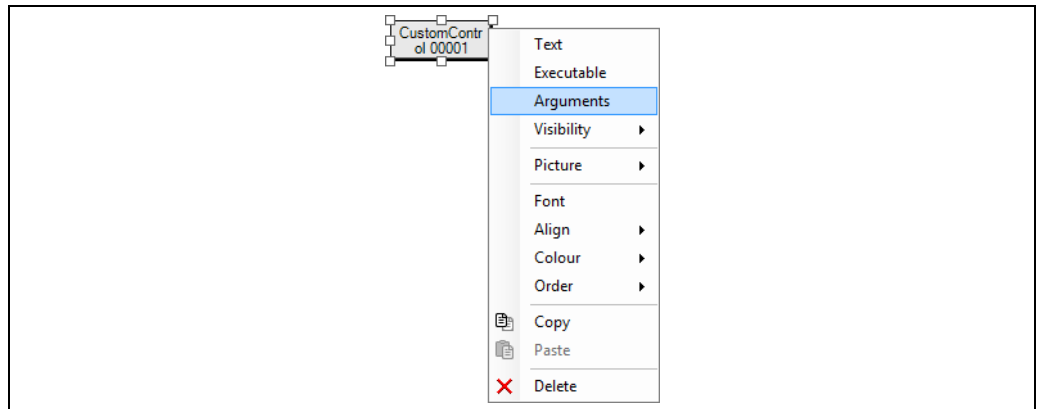 CustomContr
ol 00001
Text
Executable
Arguments
Visibility
Picture
Font
Align
Colour
Order
Copy
Paste
Delete